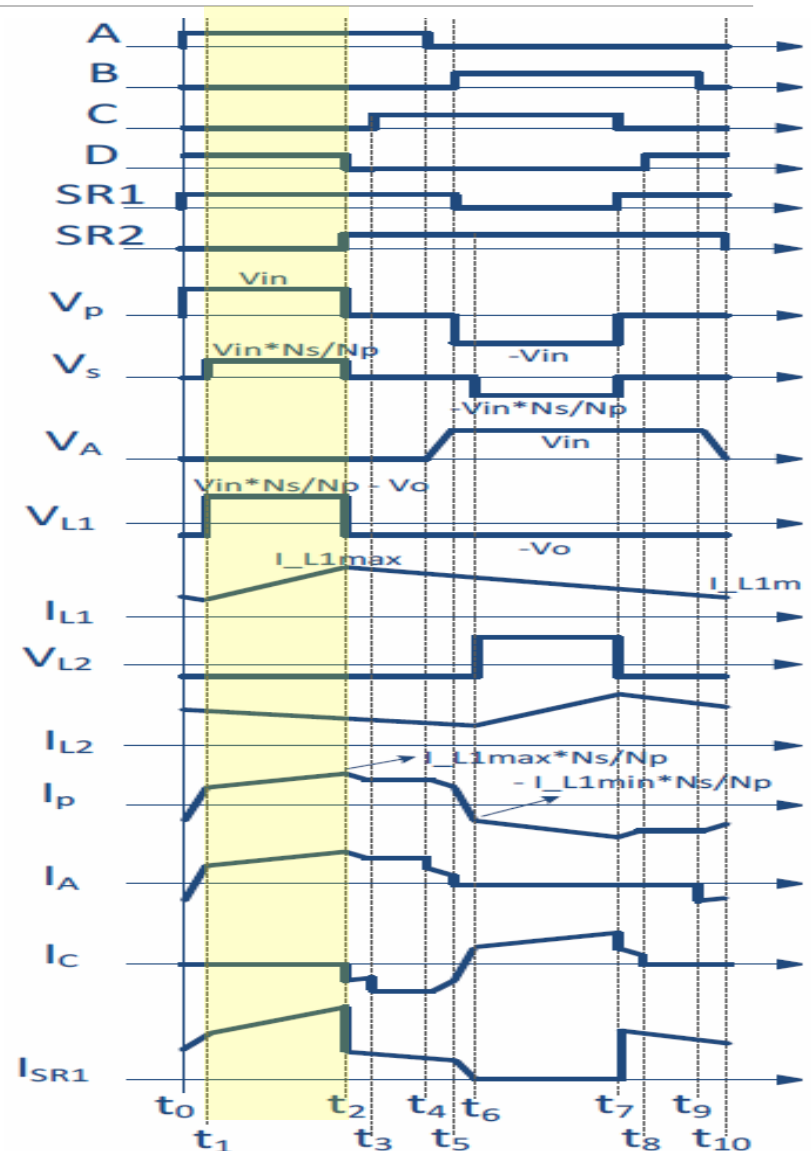 A
B
C
D
SR1
SR2
Vin
Vp
Vin*Ns/Np
Vs
-Vin
-Vin*Ns/Np
VA
Vin
Vin*Ns/Np - Vo
VL1
-Vo
I_L1max
I_L1m
IL1
VL2
IL2
I_L1max*Ns/Np
- I_L1min*Ns/Np
Ip
IA
IC
ISR1
t0 t2 t4 t6 t7 t9
t1 t3 t5 t8 t10